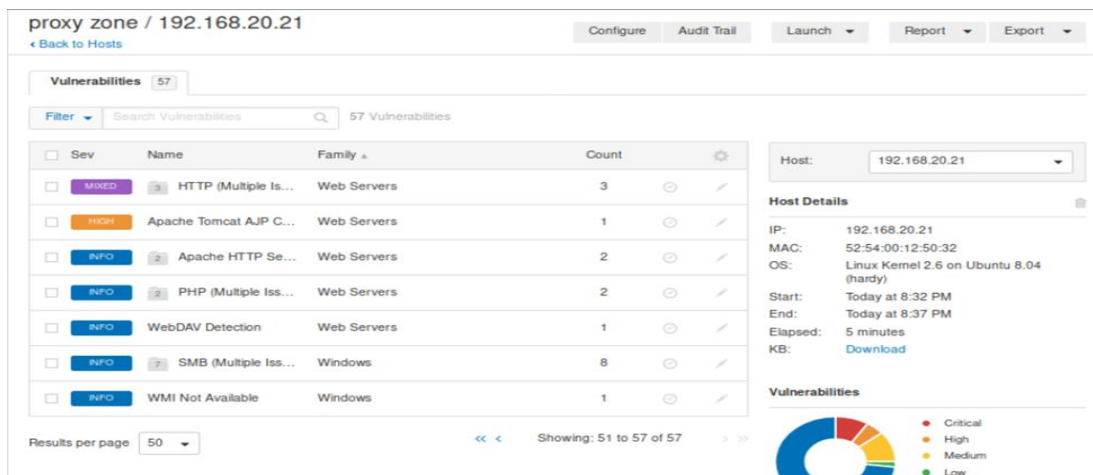 proxy zone / 192.168.20.21
Back to Hosts
Configure
Audit Trail
Launch
Report
Export
Vulnerabilities 57
Filter
Search Vulnerabilities
57 Vulnerabilities
Sev Name Family Count
MIXED 3 HTTP (Multiple Is... Web Servers 3
HIGH Apache Tomcat AJP C... Web Servers 1
INFO 2 Apache HTTP Se... Web Servers 2
INFO 2 PHP (Multiple Iss... Web Servers 2
INFO WebDAV Detection Web Servers 1
INFO 7 SMB (Multiple Iss... Windows 8
INFO WMI Not Available Windows 1
Results per page 50
<< < Showing: 51 to 57 of 57 > >>
Host: 192.168.20.21
Host Details
IP: 192.168.20.21
MAC: 52:54:00:12:50:32
OS: Linux Kernel 2.6 on Ubuntu 8.04
(hardy)
Start: Today at 8:32 PM
End: Today at 8:37 PM
Elapsed: 5 minutes
KB: Download
Vulnerabilities
Critical
High
Medium
Low